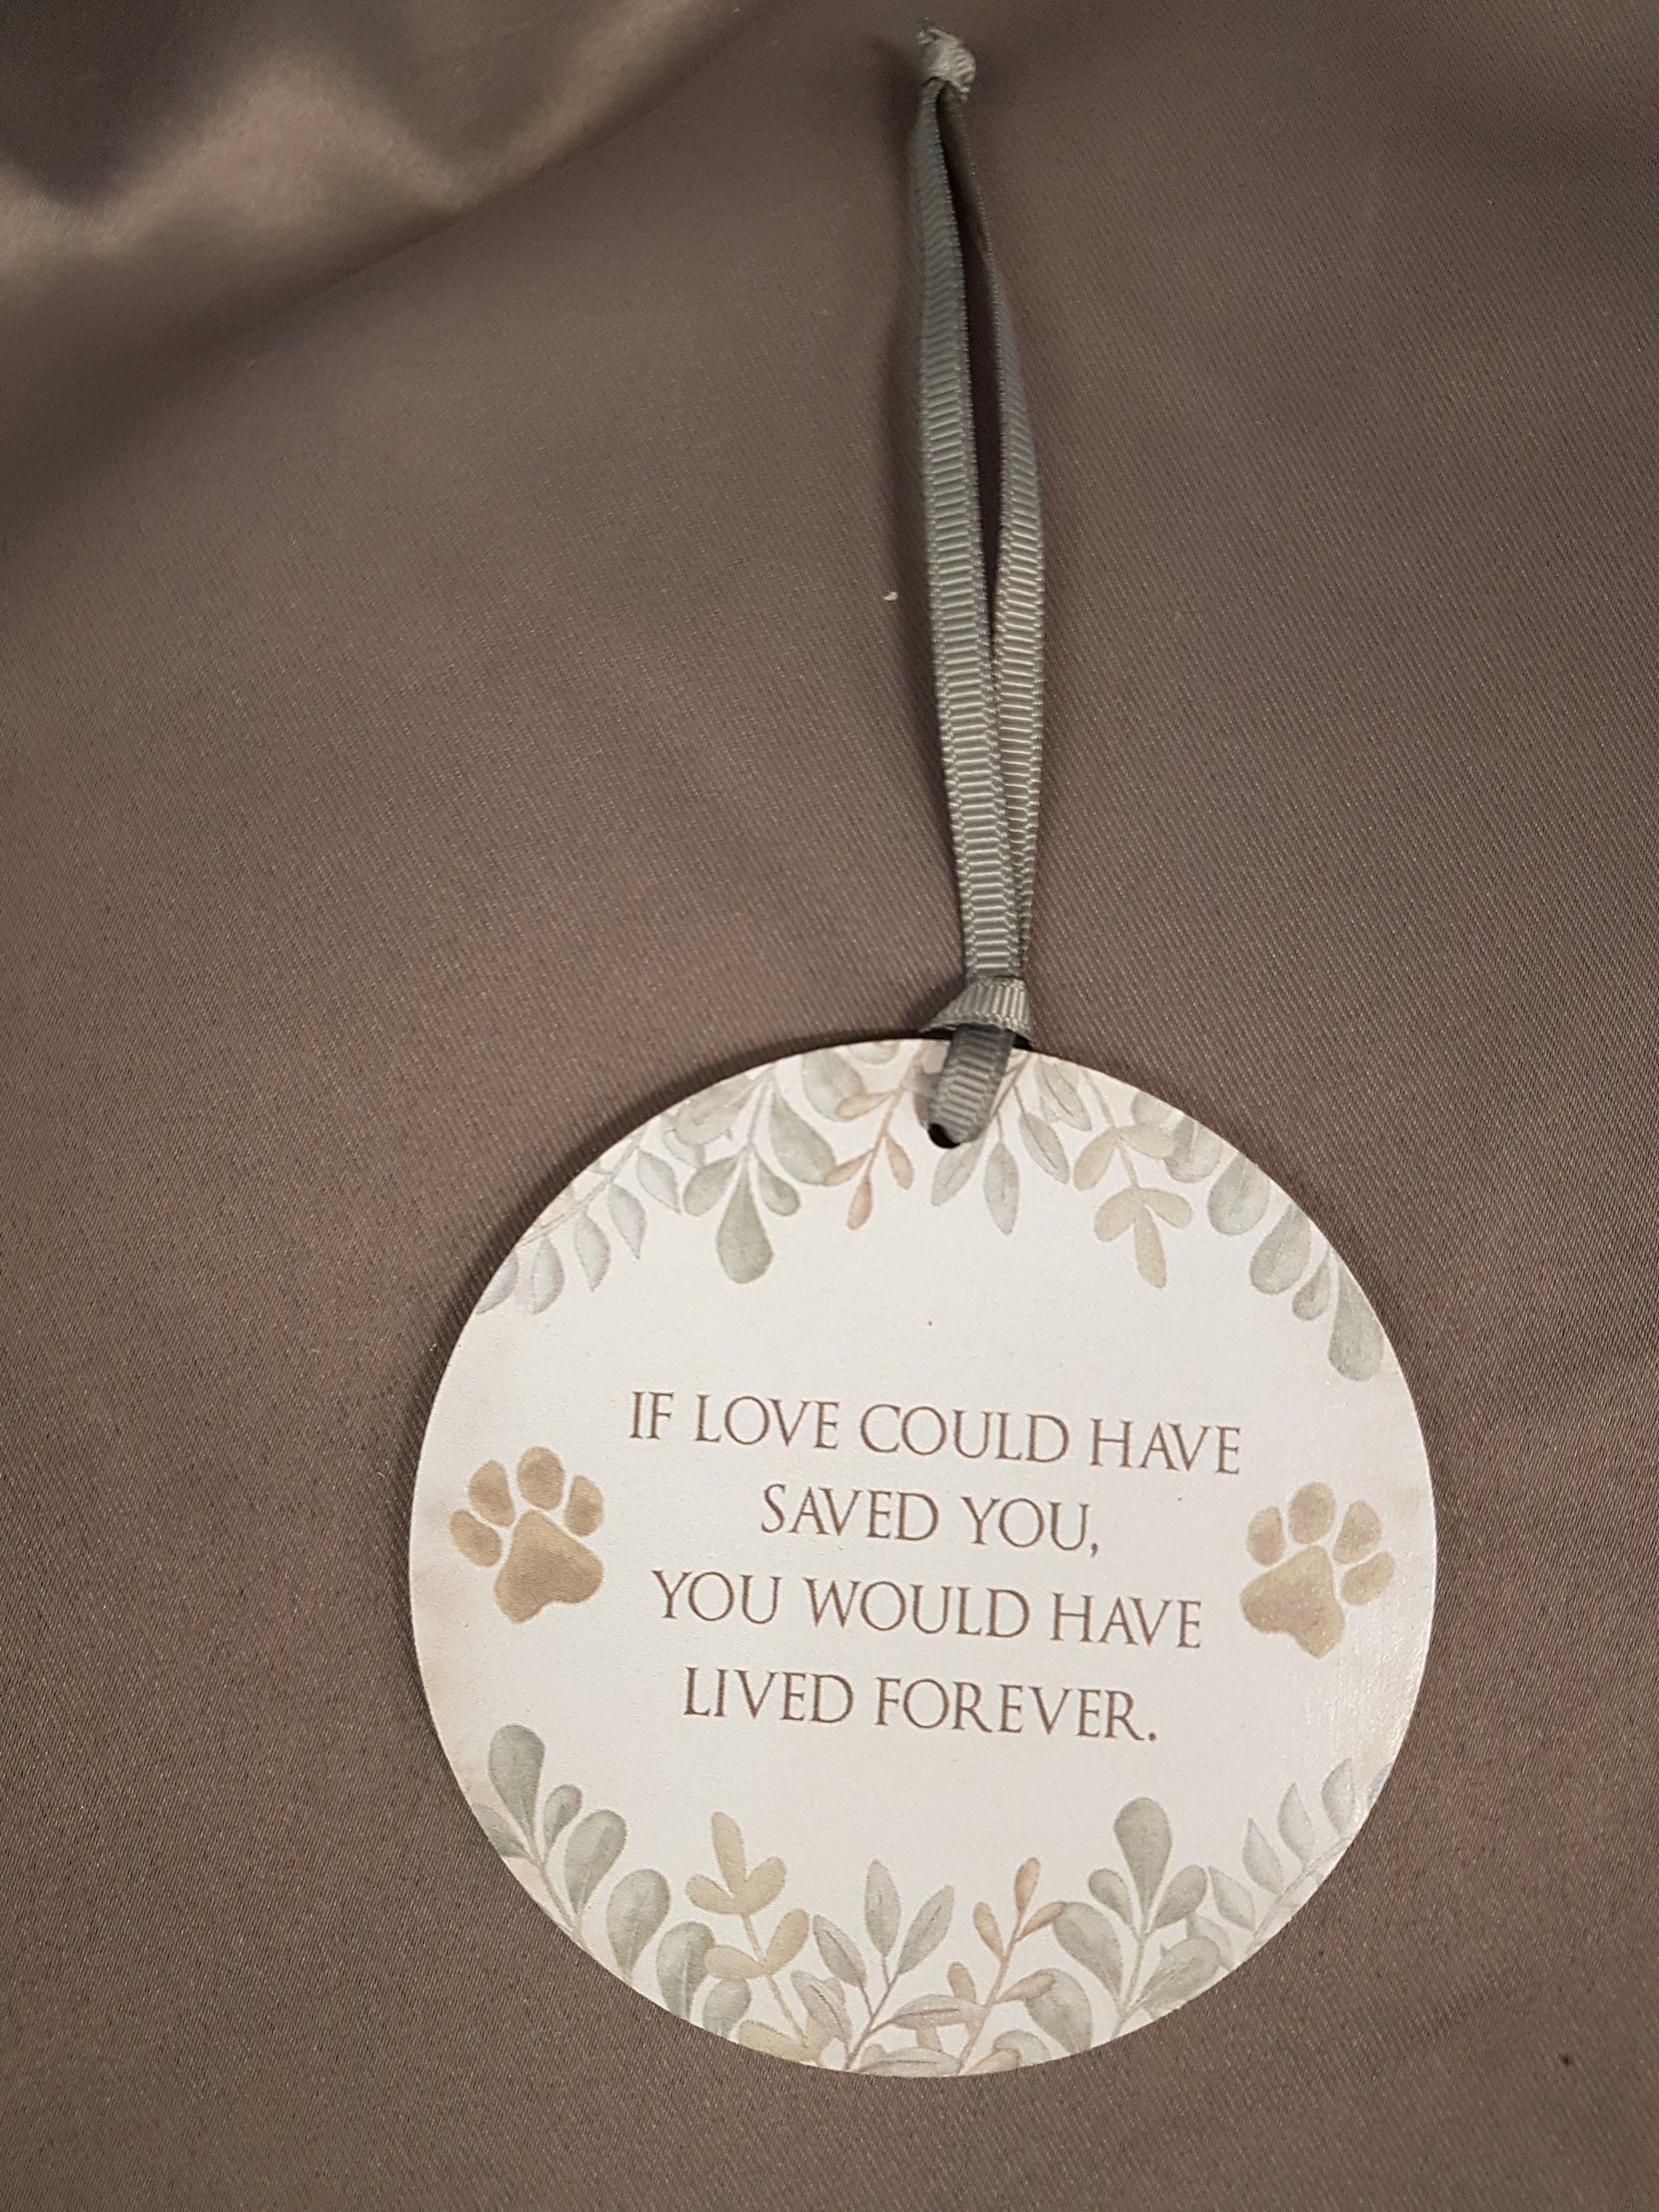 IF LOVE COULD HAVE
SAVED YOU,
YOU WOULD HAVE
LIVED FOREVER.